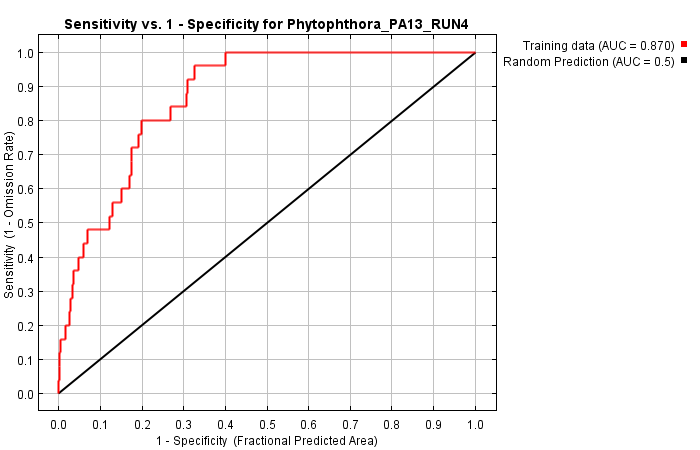 Sensitivity vs. 1 - Specificity for Phytophthora_PA13_RUN4
Training data (AUC = 0.870)
Random Prediction (AUC = 0.5)
Sensitivity (1 - Omission Rate)
1.0
0.9
0.8
0.7
0.6
0.5
0.4
0.3
0.2
0.1
0.0
0.0 0.1 0.2 0.3 0.4 0.5 0.6 0.7 0.8 0.9 1.0
1 - Specificity (Fractional Predicted Area)